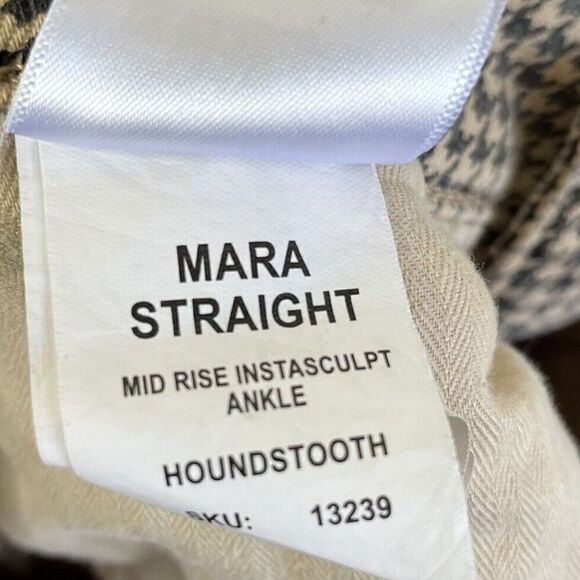 MARA
STRAIGHT
MID RISE INSTASCULPT
ANKLE
HOUNDSTOOTH
SKU: 13239